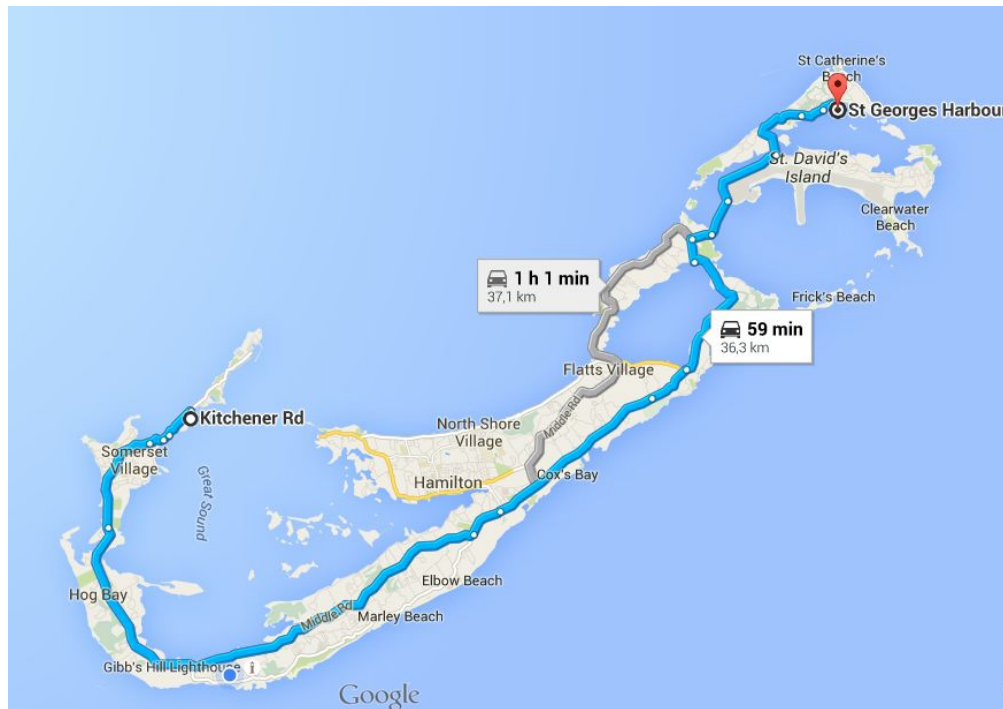 St Catherine's
Beach
St Georges Harbour
St. David's
Island
Clearwater
Beach
1 h 1 min
37,1 km
Frick's Beach
59 min
36,3 km
Flatts Village
Middle Rd
Kitchener Rd
North Shore
Village
Somerset
Village
Great Sound
Hamilton
Cox's Bay
Elbow Beach
Hog Bay
Marley Beach
Middle Rd
Gibb's Hill Lighthouse
Google